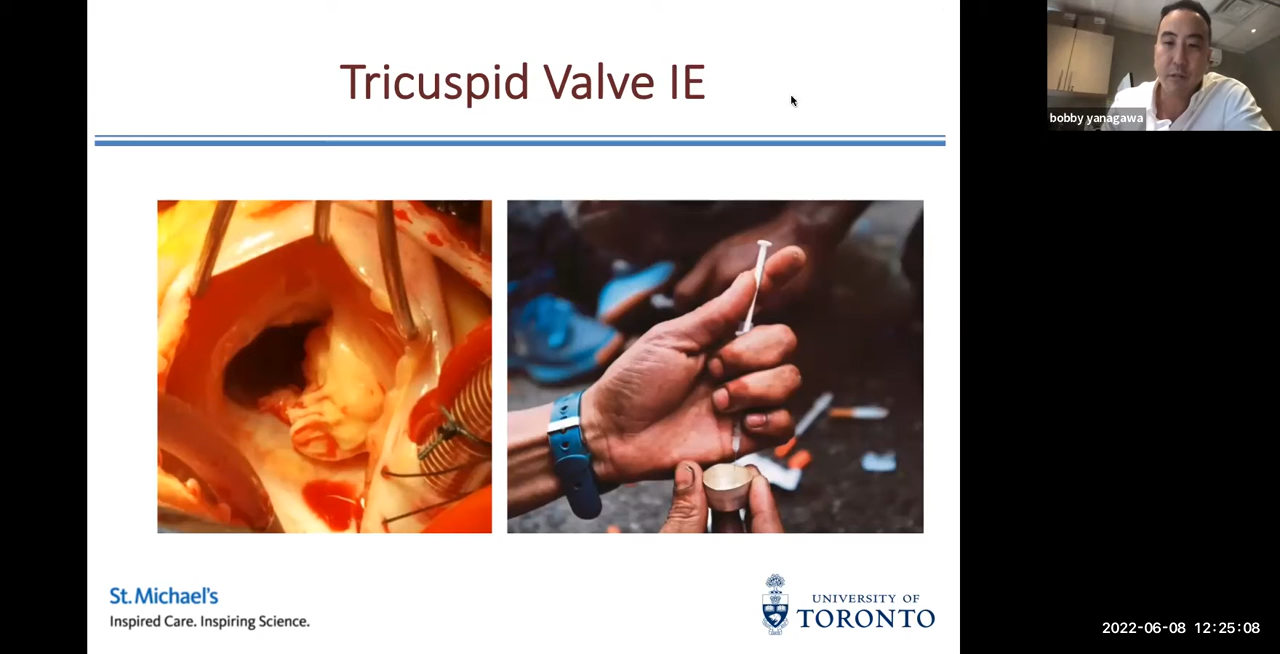 Tricuspid Valve IE
bobby yanagawa
St. Michael's
Inspired Care. Inspiring Science.
UNIVERSITY OF
TORONTO
2022-06-08 12:25:08